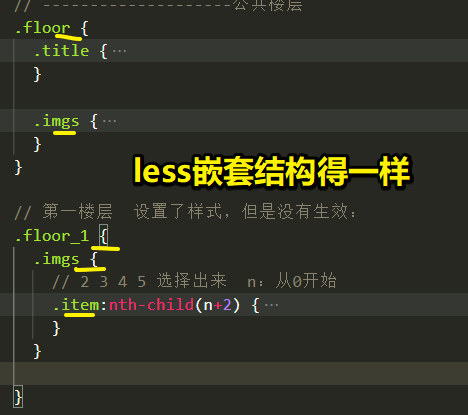 // --------------------公共楼层
.floor {
.title {···
}
.imgs {···
}
}
less嵌套结构得一样
// 第一楼层 设置了样式，但是没有生效：
.floor_1 {
.imgs {
// 2 3 4 5 选择出来 n：从0开始
.item:nth-child(n+2) {···
}
}
}